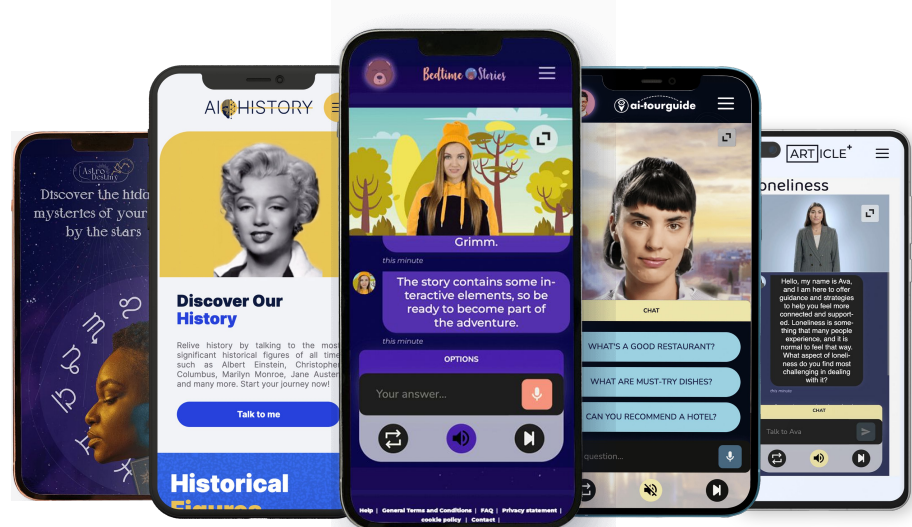 Astro
Destiny
Discover the hidd
mysteries of your
by the stars
AI HISTORY
Discover Our
History
Relive history by talking to the most
significant historical figures of all time
such as Albert Einstein, Christopher
Columbus, Marilyn Monroe, Jane Austen
and many more. Start your journey now!
Talk to me
Historical
Figures
Bedtime Stories
Grimm.
this minute
The story contains some in-
teractive elements, so be
ready to become part of
the adventure.
this minute
OPTIONS
Your answer...
Help | General Terms and Conditions | FAQ | Privacy statement |
cookie policy | Contact |
ai-tourguide
CHAT
WHAT'S A GOOD RESTAURANT?
WHAT ARE MUST-TRY DISHES?
CAN YOU RECOMMEND A HOTEL?
question...
ARTICLE+
oneliness
Hello, my name is Ava,
and I am here to offer
guidance and strategies
to help you feel more
connected and support-
ed. Loneliness is some-
thing that many people
experience, and it is
normal to feel that way.
What aspect of loneli-
ness do you find most
challenging in dealing
with it?
this minute
CHAT
Talk to Ava